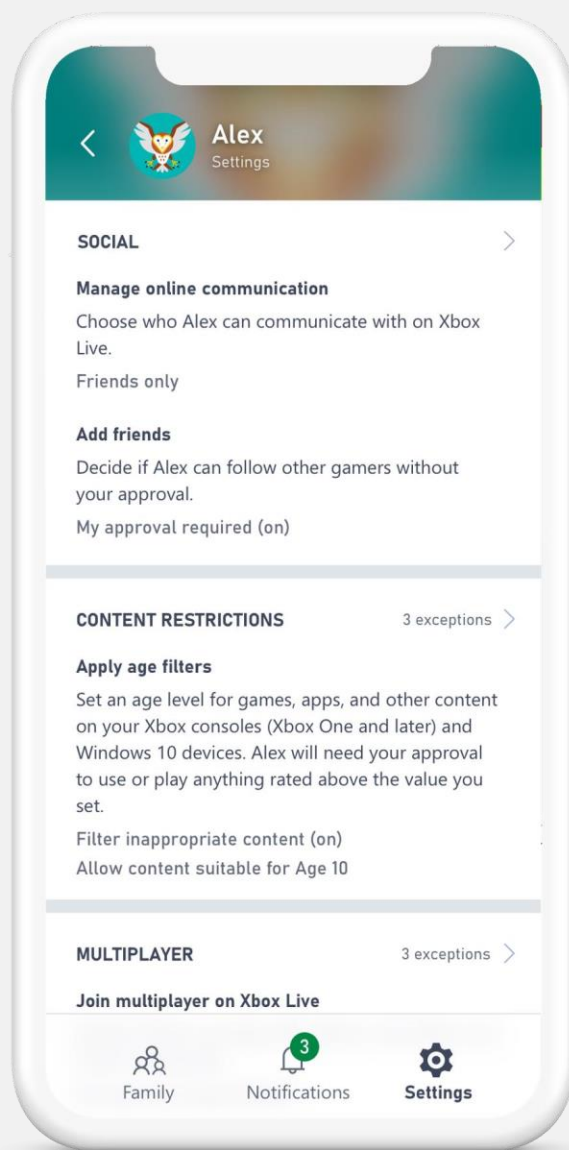 Alex
Settings
SOCIAL
Manage online communication
Choose who Alex can communicate with on Xbox
Live.
Friends only
Add friends
Decide if Alex can follow other gamers without
your approval.
My approval required (on)
CONTENT RESTRICTIONS 3 exceptions
Apply age filters
Set an age level for games, apps, and other content
on your Xbox consoles (Xbox One and later) and
Windows 10 devices. Alex will need your approval
to use or play anything rated above the value you
set.
Filter inappropriate content (on)
Allow content suitable for Age 10
MULTIPLAYER 3 exceptions
Join multiplayer on Xbox Live
3
Family Notifications Settings